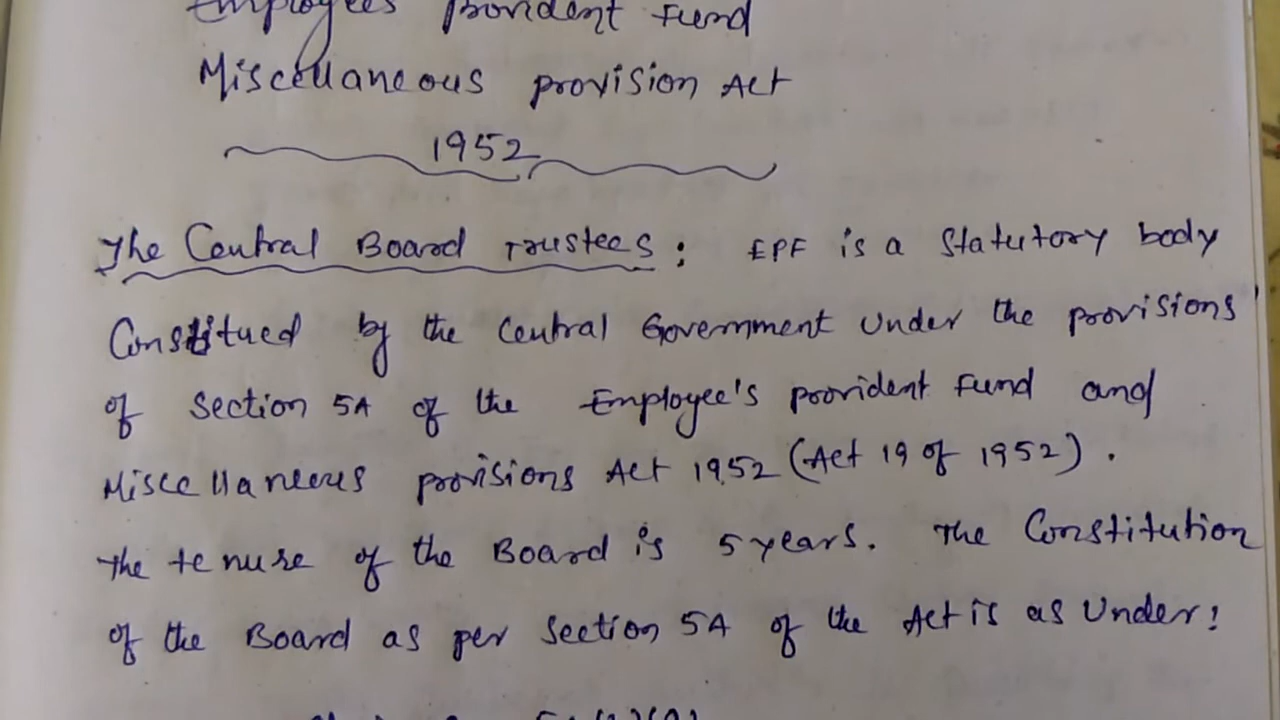 Employees provident Fund
Miscellaneous provision Act
1952
The Central Board Trustees: EPF is a Statutory body
Constitued by the Central Government Under the provisions
of Section 5A of the Employee's provident Fund and
Miscellaneous provisions Act 1952 (Act 19 of 1952).
The tenure of the Board is 5 years. The Constitution
of the Board as per Section 5A of the Act is as Under: